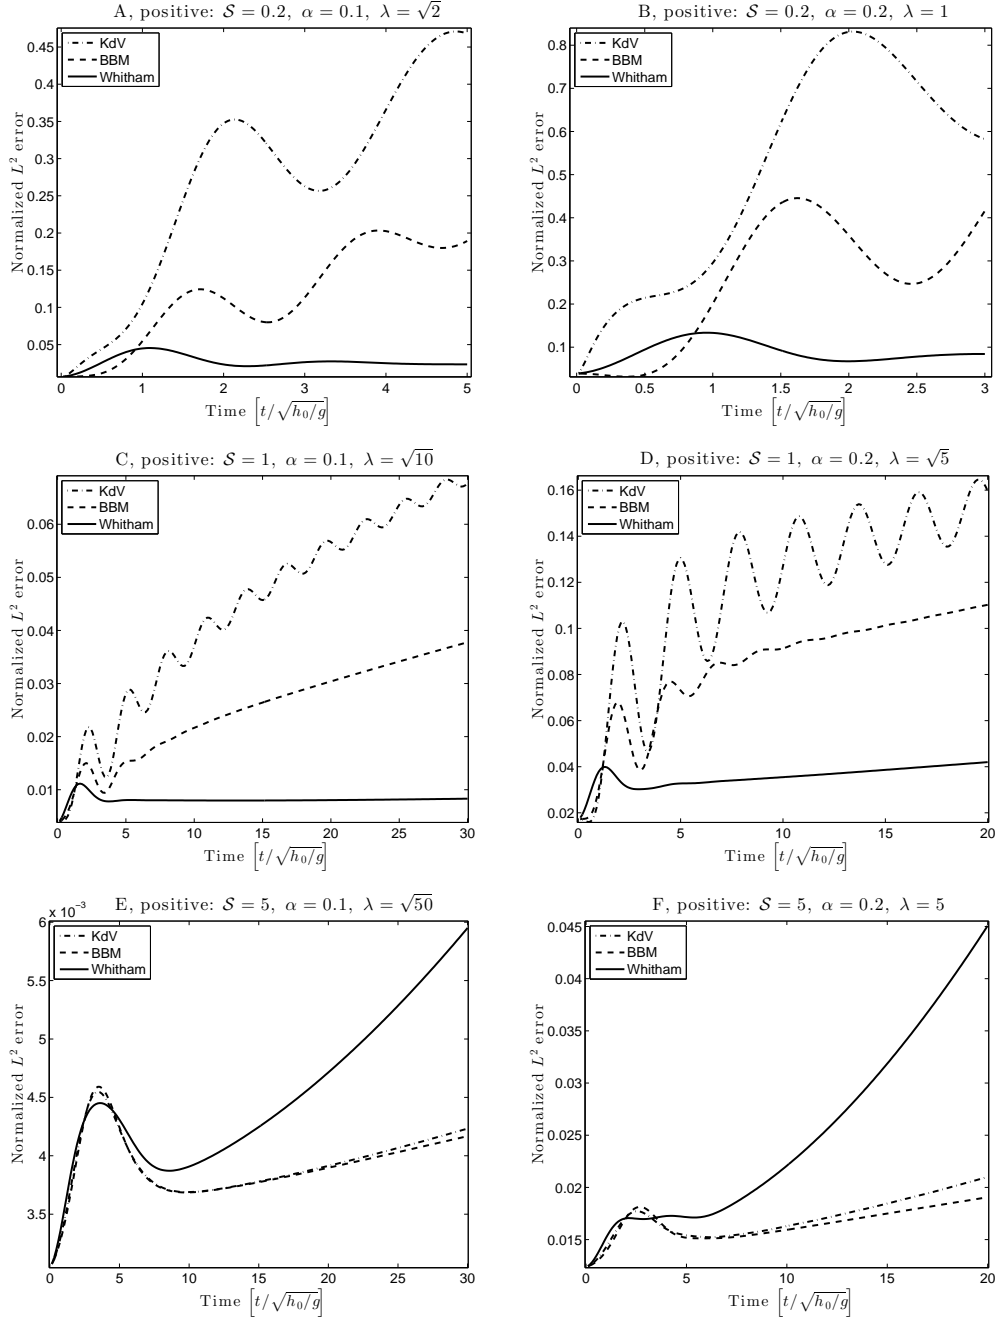 A, positive: S = 0.2, α = 0.1, λ = √2
KdV
BBM
Whitham
0.45
0.4
0.35
0.3
0.25
0.2
0.15
0.1
0.05
Normalized L² error
0 1 2 3 4 5
Time [t/√h₀/g]
B, positive: S = 0.2, α = 0.2, λ = 1
KdV
BBM
Whitham
0.8
0.7
0.6
0.5
0.4
0.3
0.2
0.1
Normalized L² error
0 0.5 1 1.5 2 2.5 3
Time [t/√h₀/g]
C, positive: S = 1, α = 0.1, λ = √10
KdV
BBM
Whitham
0.06
0.05
0.04
0.03
0.02
0.01
Normalized L² error
0 5 10 15 20 25 30
Time [t/√h₀/g]
D, positive: S = 1, α = 0.2, λ = √5
KdV
BBM
Whitham
0.16
0.14
0.12
0.1
0.08
0.06
0.04
0.02
Normalized L² error
0 5 10 15 20
Time [t/√h₀/g]
E, positive: S = 5, α = 0.1, λ = √50
x 10⁻³
KdV
BBM
Whitham
6
5.5
5
4.5
4
3.5
Normalized L² error
0 5 10 15 20 25 30
Time [t/√h₀/g]
F, positive: S = 5, α = 0.2, λ = 5
KdV
BBM
Whitham
0.045
0.04
0.035
0.03
0.025
0.02
0.015
Normalized L² error
0 5 10 15 20
Time [t/√h₀/g]